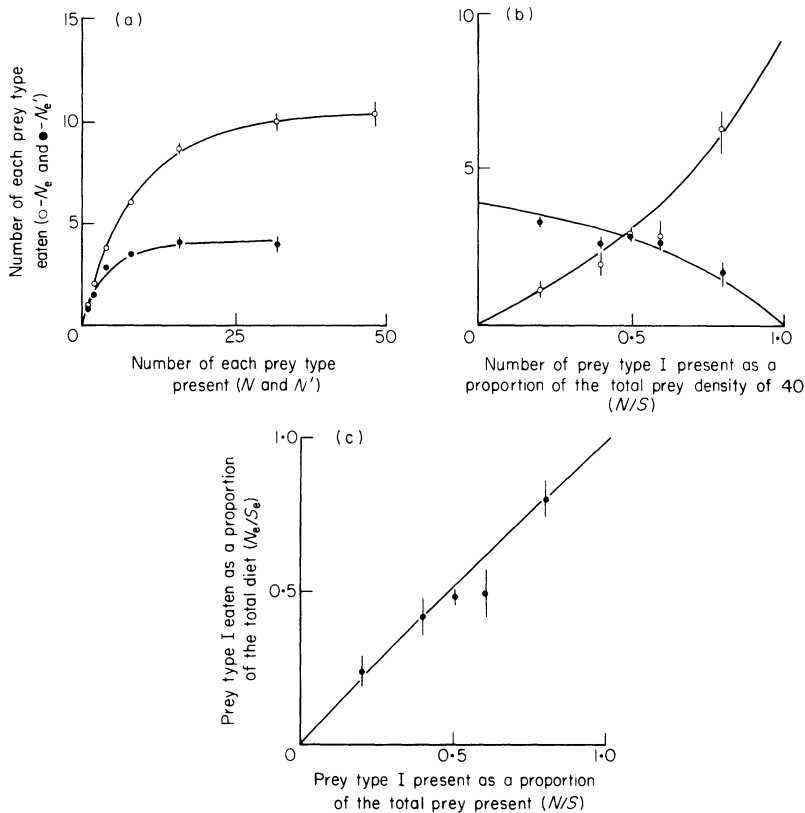 (a)
15
10
5
0
25
50
Number of each prey type
eaten (○-Nₑ and ●-Nₑ′)
Number of each prey type
present (N and N′)
(b)
10
5
0
0·5
1·0
Number of prey type I present as a
proportion of the total prey density of 40
(N/S)
(c)
1·0
0·5
0
0·5
1·0
Prey type I eaten as a proportion
of the total diet (Nₑ/Sₑ)
Prey type I present as a proportion
of the total prey present (N/S)